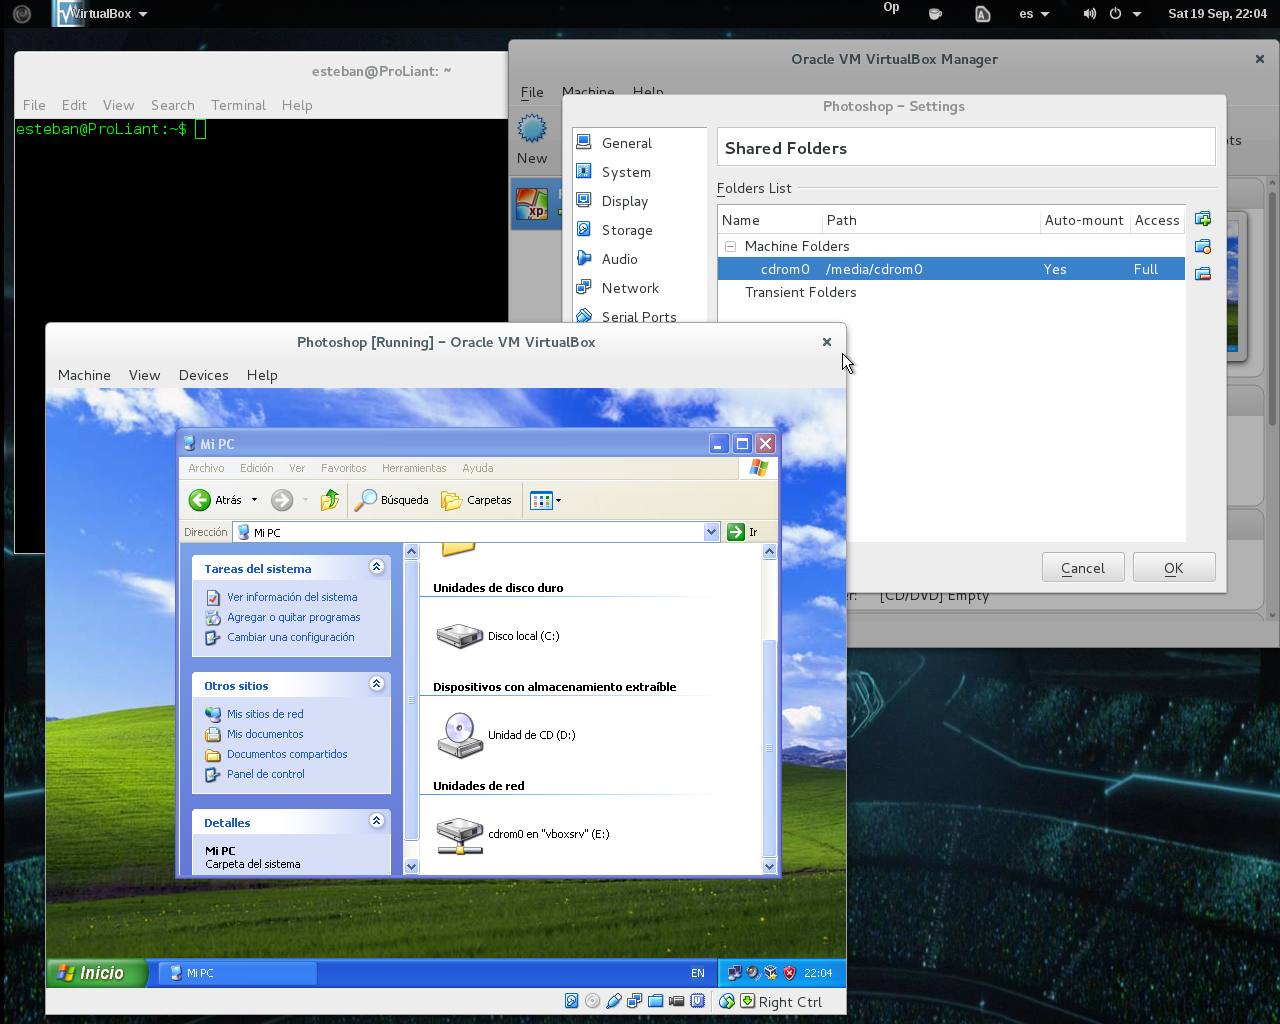 VirtualBox
Op
es
Sat 19 Sep, 22:04
esteban@ProLiant: ~
File Edit View Search Terminal Help
esteban@ProLiant:~$
Oracle VM VirtualBox Manager
File Machine Help
New
xp
Photoshop – Settings
General
System
Display
Storage
Audio
Network
Serial Ports
Shared Folders
Folders List
Name Path Auto-mount Access
Machine Folders
cdrom0 /media/cdrom0 Yes Full
Transient Folders
Cancel OK
[CD/DVD] Empty
Photoshop [Running] – Oracle VM VirtualBox
Machine View Devices Help
Mi PC
Archivo Edición Ver Favoritos Herramientas Ayuda
Atrás Búsqueda Carpetas
Dirección Mi PC Ir
Tareas del sistema
Ver información del sistema
Agregar o quitar programas
Cambiar una configuración
Otros sitios
Mis sitios de red
Mis documentos
Documentos compartidos
Panel de control
Detalles
Mi PC
Carpeta del sistema
Unidades de disco duro
Disco local (C:)
Dispositivos con almacenamiento extraíble
Unidad de CD (D:)
Unidades de red
cdrom0 en "vboxsrv" (E:)
Inicio Mi PC EN 22:04
Right Ctrl